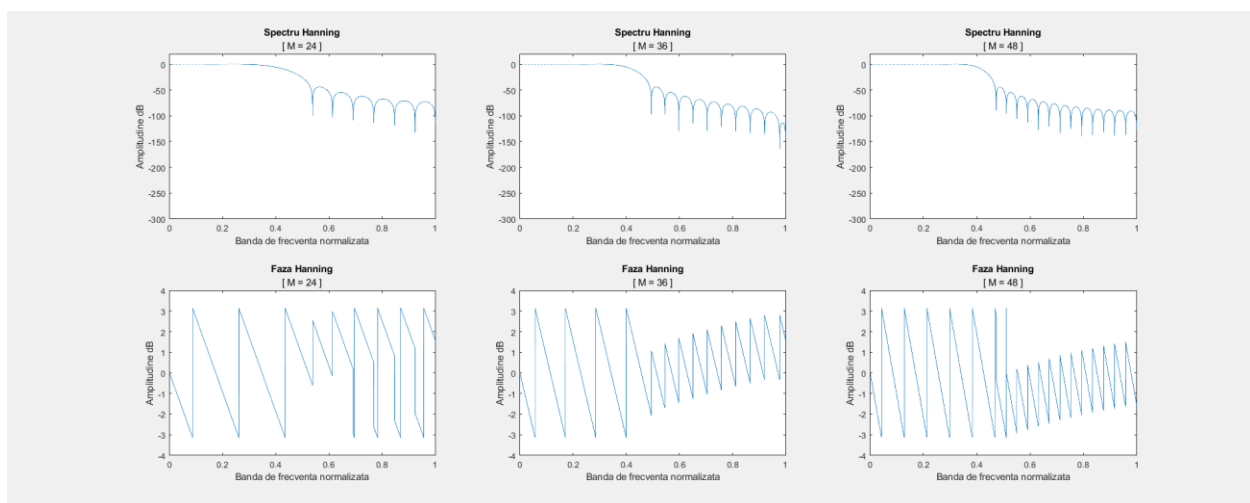 Spectru Hanning
[ M = 24 ]
Amplitudine dB
0
-50
-100
-150
-200
-250
-300
0 0.2 0.4 0.6 0.8 1
Banda de frecventa normalizata
Spectru Hanning
[ M = 36 ]
Amplitudine dB
0
-50
-100
-150
-200
-250
-300
0 0.2 0.4 0.6 0.8 1
Banda de frecventa normalizata
Spectru Hanning
[ M = 48 ]
Amplitudine dB
0
-50
-100
-150
-200
-250
-300
0 0.2 0.4 0.6 0.8 1
Banda de frecventa normalizata
Faza Hanning
[ M = 24 ]
Amplitudine dB
4
3
2
1
0
-1
-2
-3
-4
0 0.2 0.4 0.6 0.8 1
Banda de frecventa normalizata
Faza Hanning
[ M = 36 ]
Amplitudine dB
4
3
2
1
0
-1
-2
-3
-4
0 0.2 0.4 0.6 0.8 1
Banda de frecventa normalizata
Faza Hanning
[ M = 48 ]
Amplitudine dB
4
3
2
1
0
-1
-2
-3
-4
0 0.2 0.4 0.6 0.8 1
Banda de frecventa normalizata